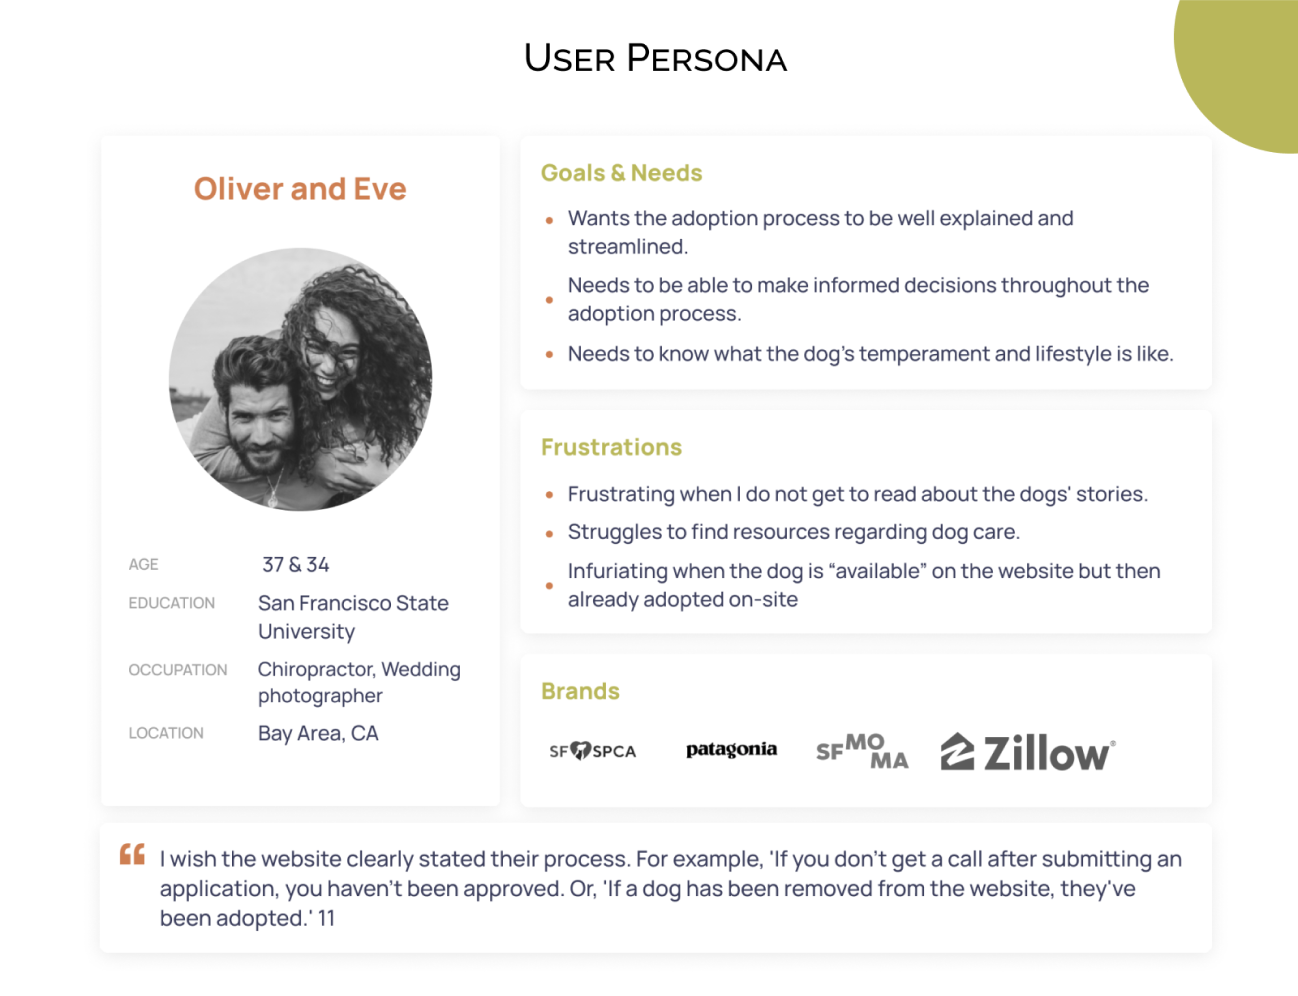 USER PERSONA
Oliver and Eve
AGE 37 & 34
EDUCATION San Francisco State
University
OCCUPATION Chiropractor, Wedding
photographer
LOCATION Bay Area, CA
Goals & Needs
• Wants the adoption process to be well explained and
streamlined.
• Needs to be able to make informed decisions throughout the
adoption process.
• Needs to know what the dog’s temperament and lifestyle is like.
Frustrations
• Frustrating when I do not get to read about the dogs' stories.
• Struggles to find resources regarding dog care.
• Infuriating when the dog is “available” on the website but then
already adopted on-site
Brands
SF SPCA patagonia SFMOMA Zillow®
“ I wish the website clearly stated their process. For example, 'If you don’t get a call after submitting an
application, you haven’t been approved. Or, 'If a dog has been removed from the website, they've
been adopted.' 11